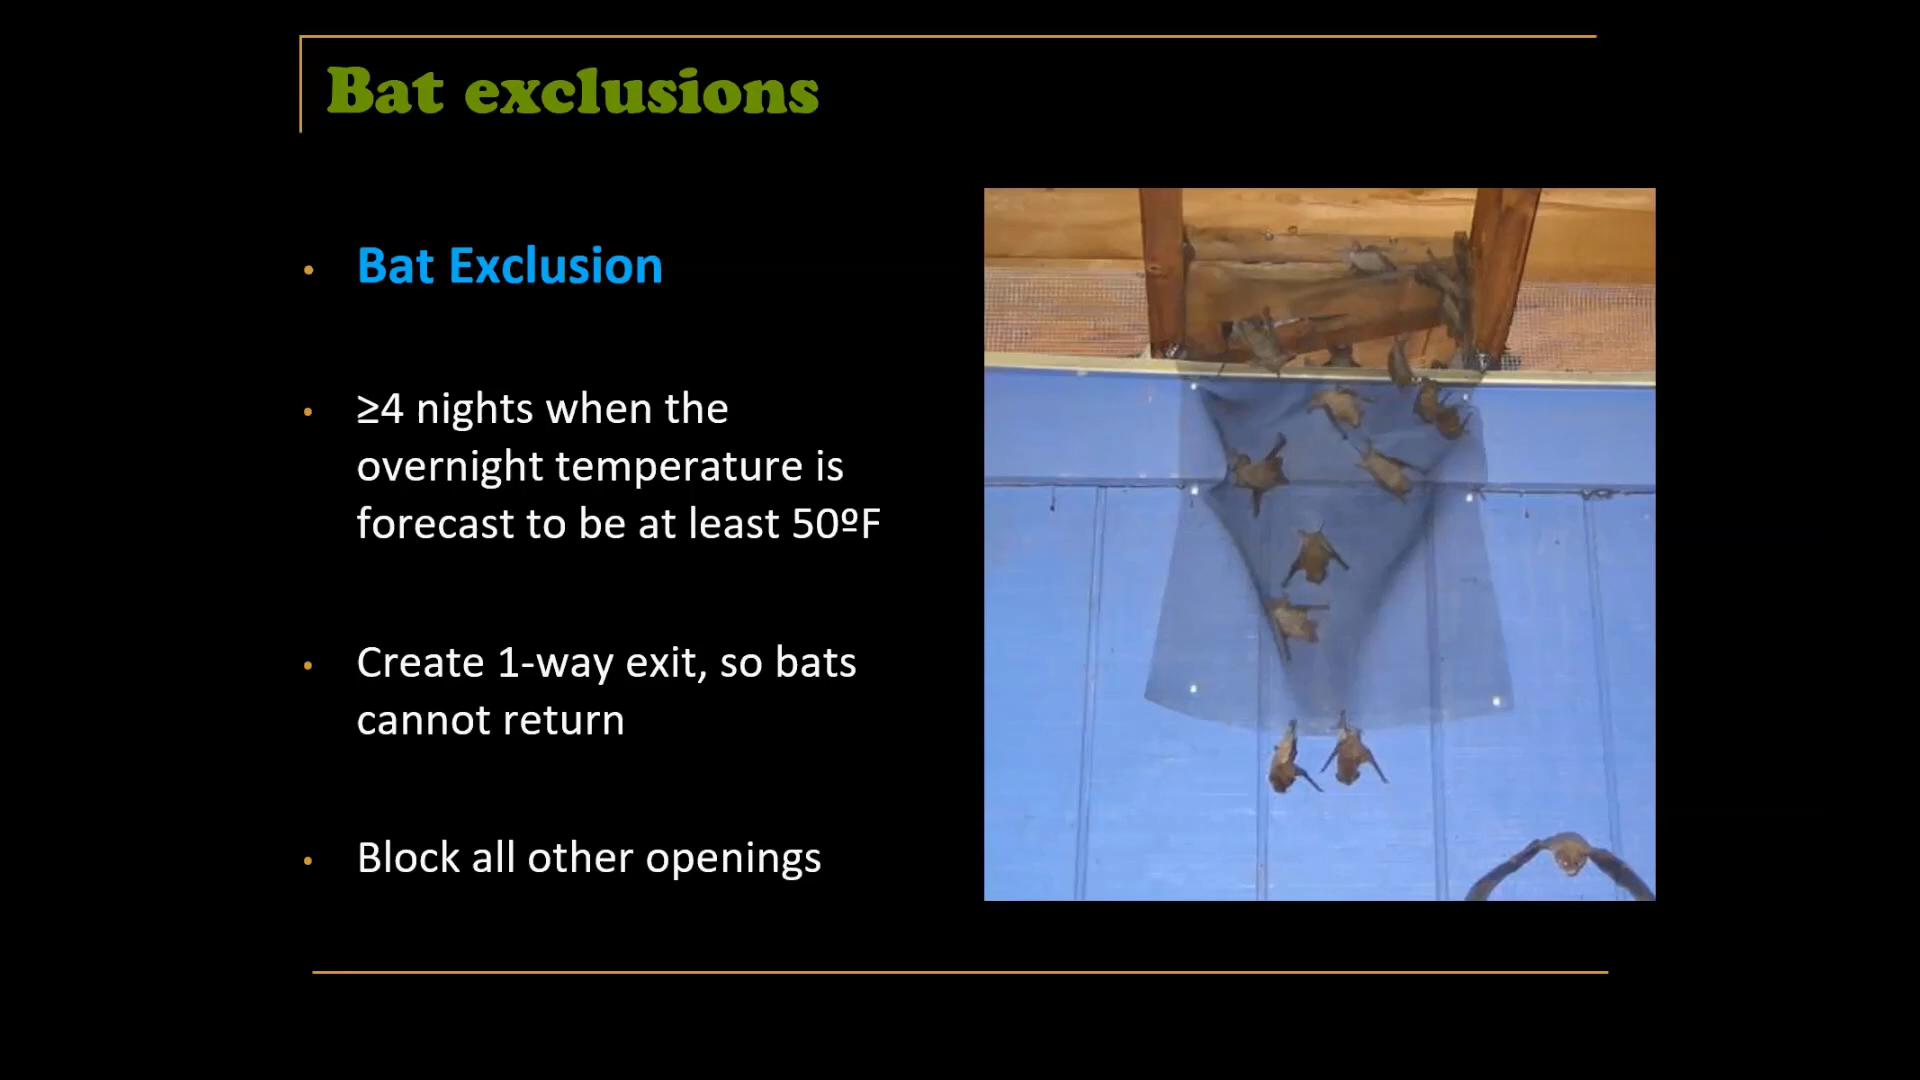 Bat exclusions
• Bat Exclusion
• ≥4 nights when the
overnight temperature is
forecast to be at least 50ºF
• Create 1-way exit, so bats
cannot return
• Block all other openings